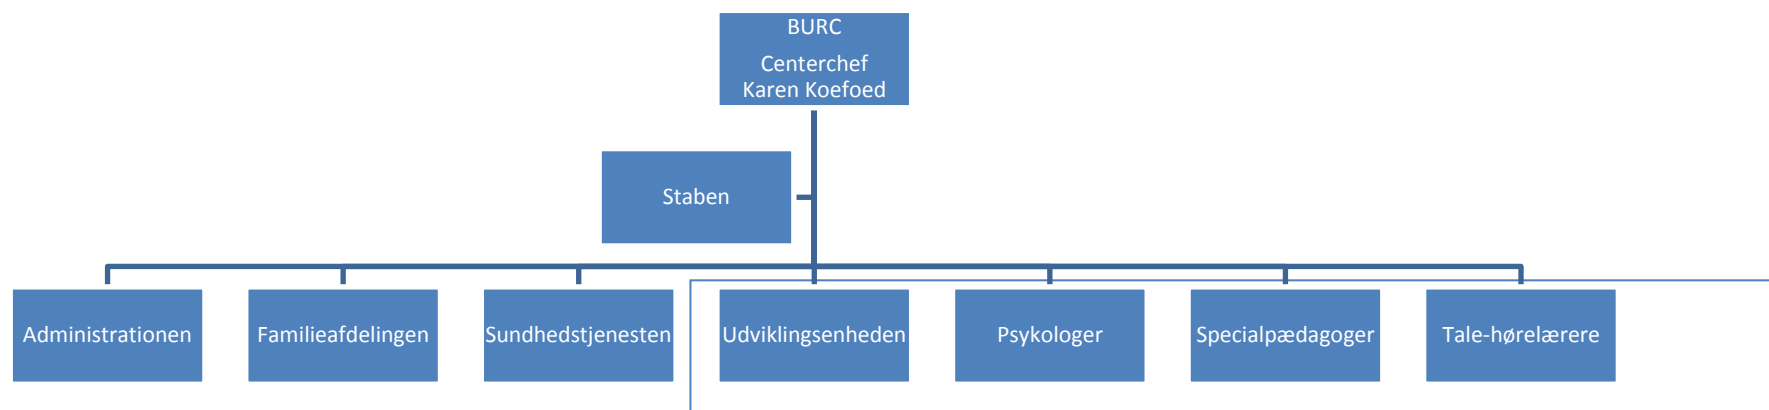 BURC
Centerchef
Karen Koefoed
Staben
Administrationen
Familieafdelingen
Sundhedstjenesten
Udviklingsenheden
Psykologer
Specialpædagoger
Tale-hørelærere